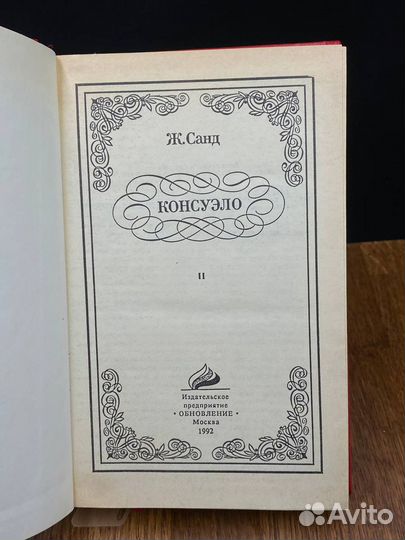 Ж. Санд
КОНСУЭЛО
II
Издательское
предприятие
• ОБНОВЛЕНИЕ •
Москва
1992
Avito